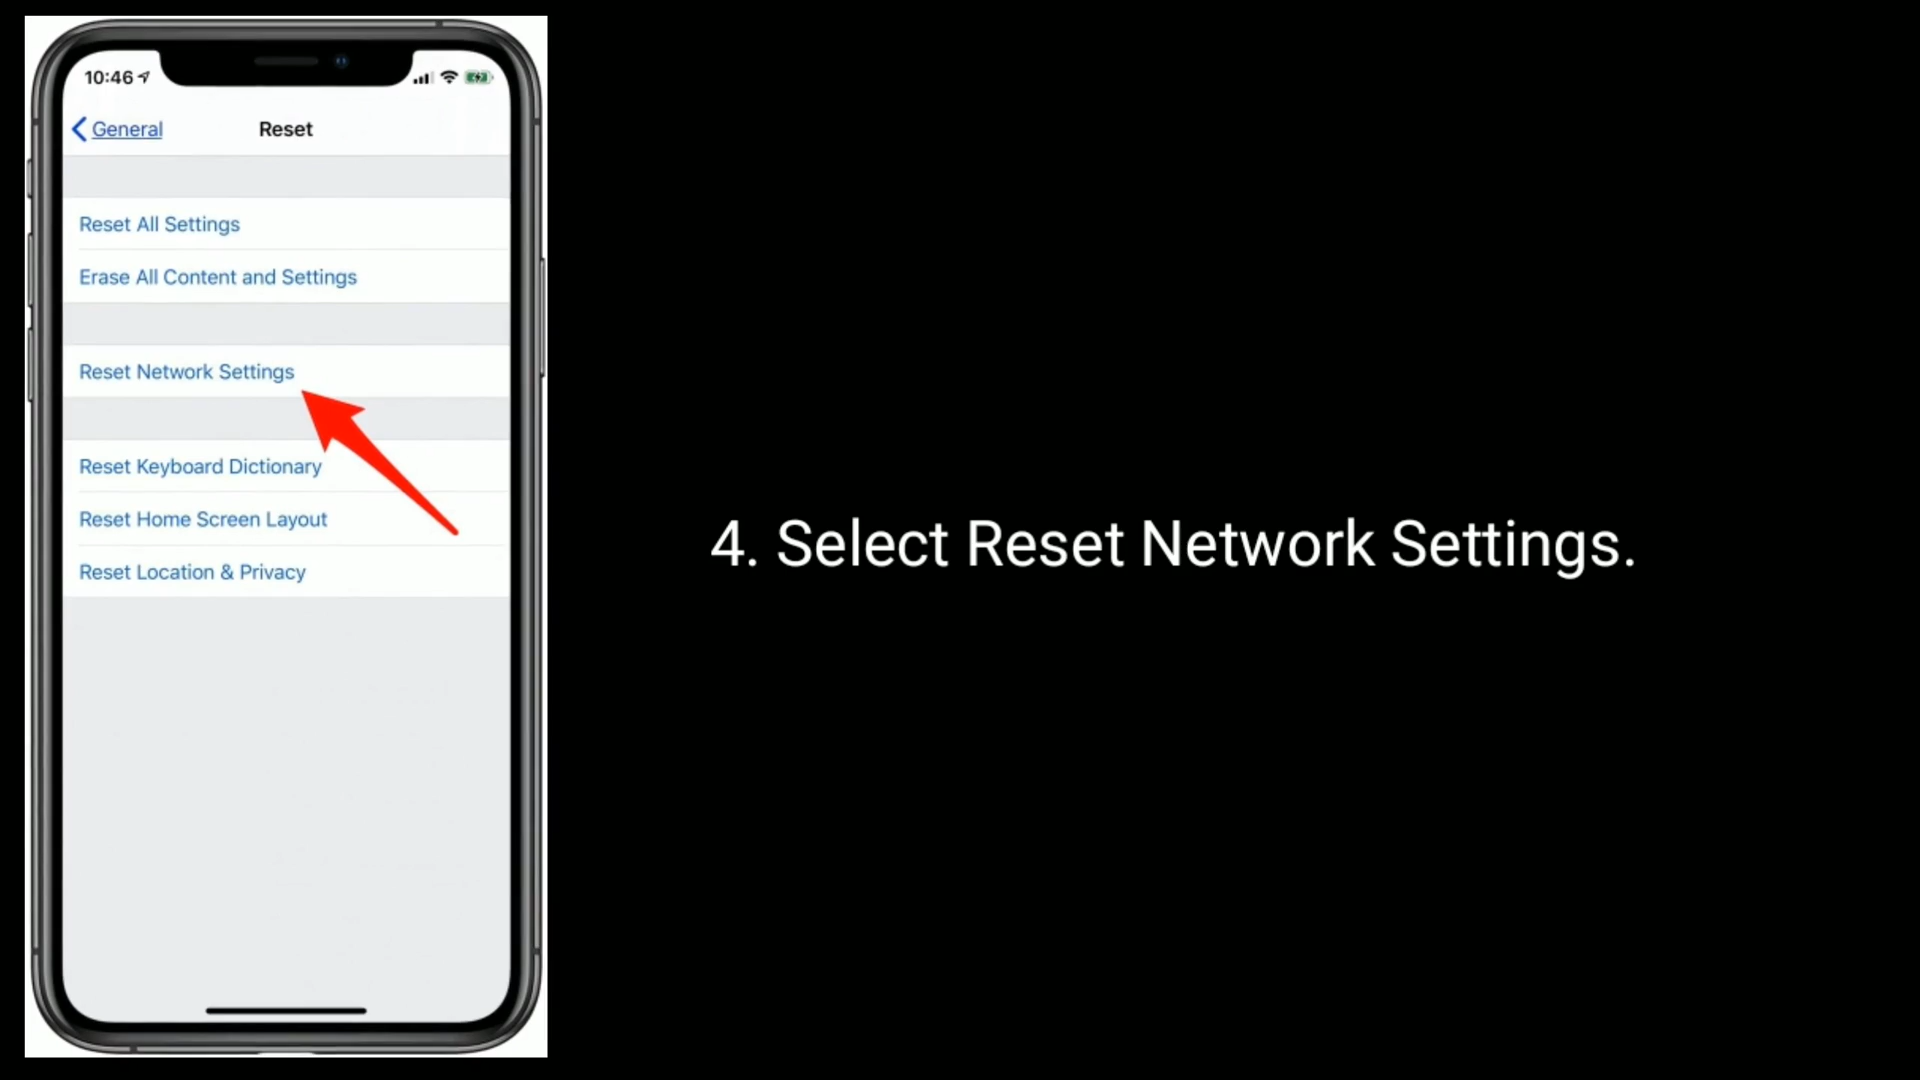 10:46
General
Reset
Reset All Settings
Erase All Content and Settings
Reset Network Settings
Reset Keyboard Dictionary
Reset Home Screen Layout
Reset Location & Privacy
4. Select Reset Network Settings.